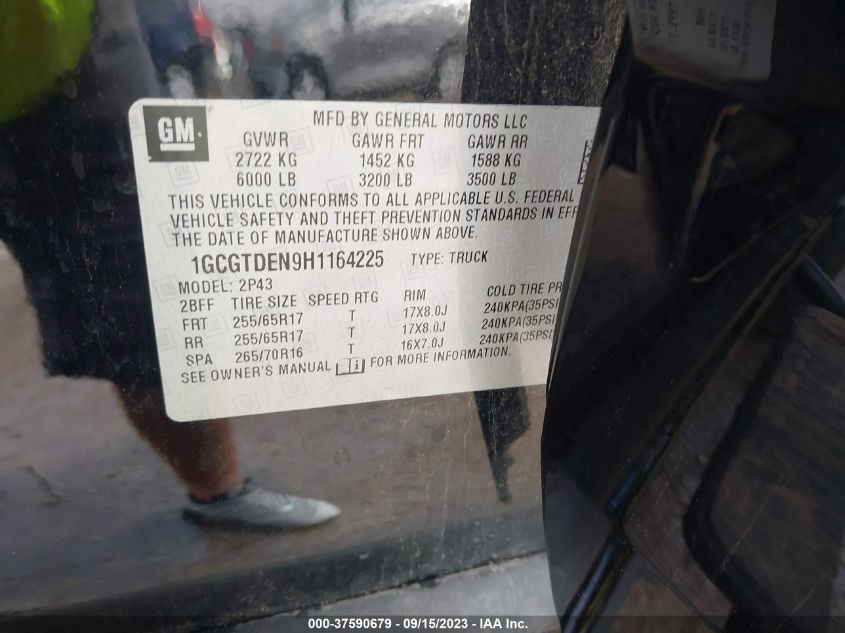 GM
MFD BY GENERAL MOTORS LLC
GVWR GAWR FRT GAWR RR
2722 KG 1452 KG 1588 KG
6000 LB 3200 LB 3500 LB
THIS VEHICLE CONFORMS TO ALL APPLICABLE U.S. FEDERAL
VEHICLE SAFETY AND THEFT PREVENTION STANDARDS IN EFF
THE DATE OF MANUFACTURE SHOWN ABOVE.
1GCGTDEN9H1164225 TYPE: TRUCK
MODEL: 2P43
2BFF TIRE SIZE SPEED RTG RIM COLD TIRE PR
FRT 255/65R17 T 17X8.0J 240KPA(35PSI
RR 255/65R17 T 17X8.0J 240KPA(35PSI
SPA 265/70R16 T 16X7.0J 240KPA(35PSI
SEE OWNER'S MANUAL FOR MORE INFORMATION.
000-37590679 - 09/15/2023 - IAA Inc.